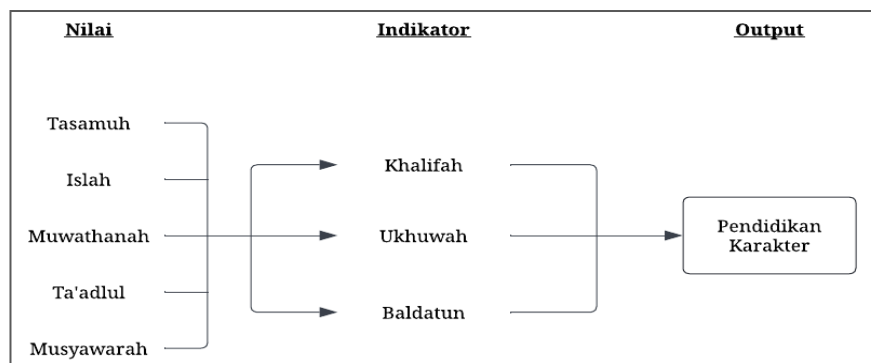 Nilai
Indikator
Output
Tasamuh
Islah
Muwathanah
Ta'adlul
Musyawarah
Khalifah
Ukhuwah
Baldatun
Pendidikan
Karakter